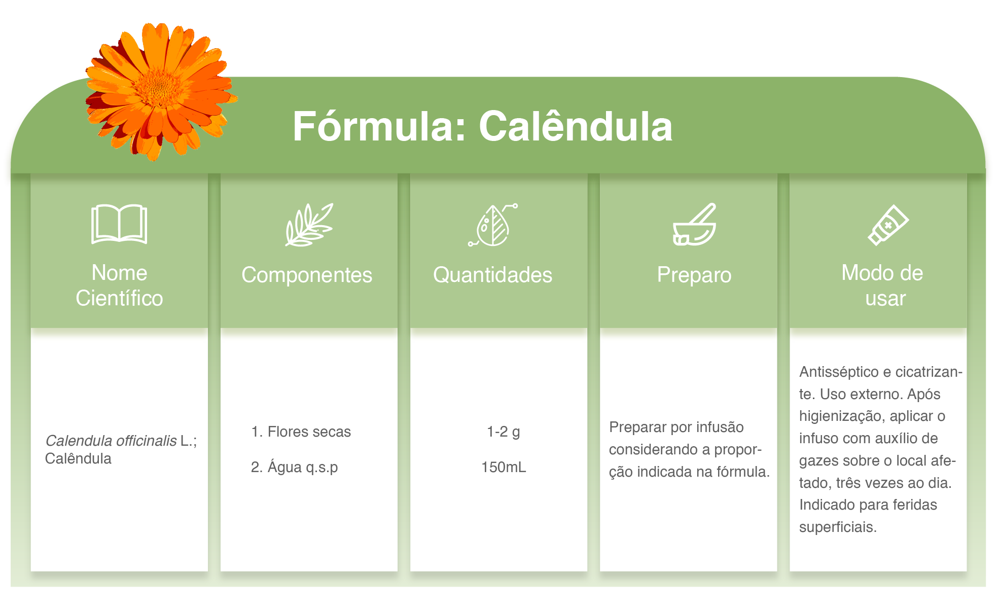 Fórmula: Calêndula
Nome
Científico
Componentes
Quantidades
Preparo
Modo de
usar
Calendula officinalis L.;
Calêndula
1. Flores secas
2. Água q.s.p
1-2 g
150mL
Preparar por infusão
considerando a propor-
ção indicada na fórmula.
Antisséptico e cicatrizan-
te. Uso externo. Após
higienização, aplicar o
infuso com auxílio de
gazes sobre o local afe-
tado, três vezes ao dia.
Indicado para feridas
superficiais.